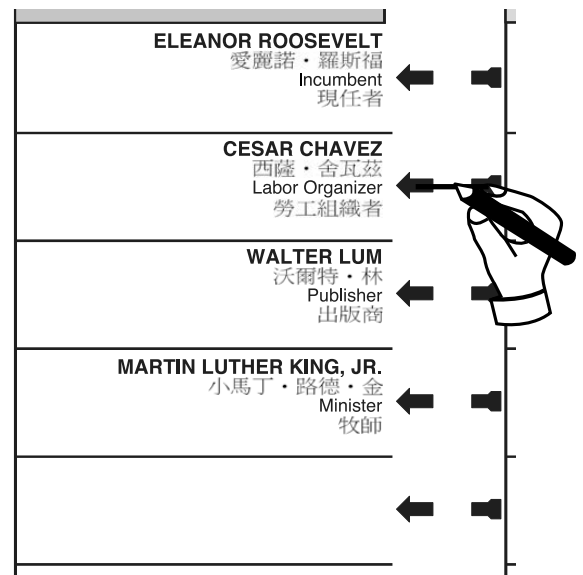 ELEANOR ROOSEVELT
愛麗諾・羅斯福
Incumbent
現任者
CESAR CHAVEZ
西薩・舍瓦茲
Labor Organizer
勞工組織者
WALTER LUM
沃爾特・林
Publisher
出版商
MARTIN LUTHER KING, JR.
小馬丁・路德・金
Minister
牧師